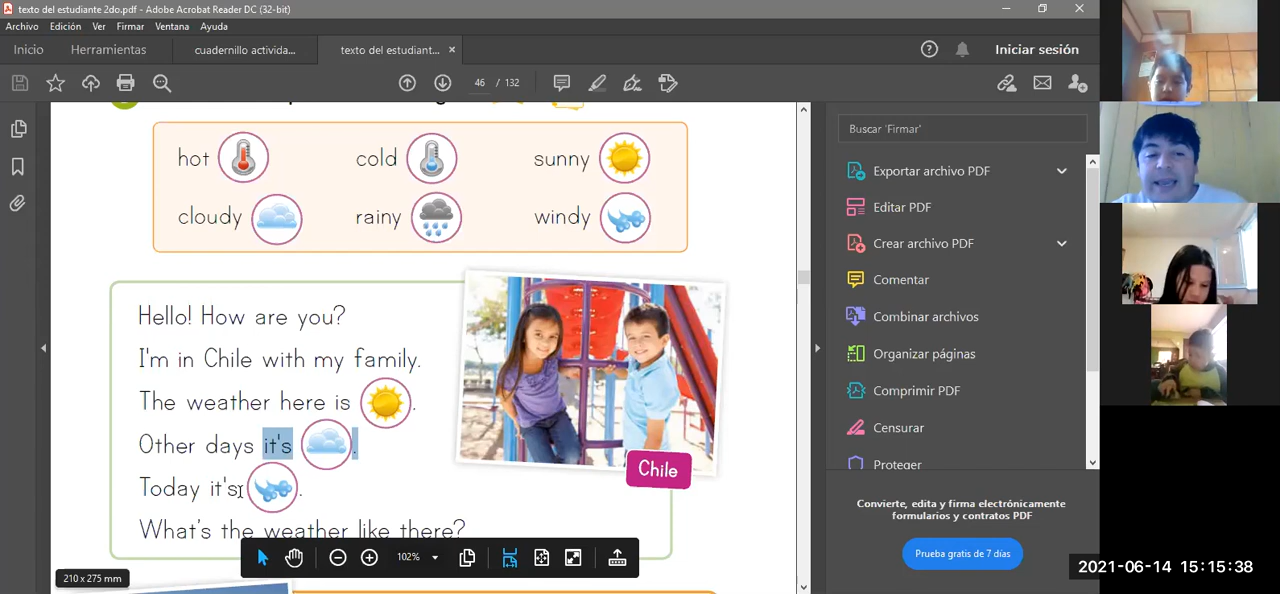 texto del estudiante 2do.pdf - Adobe Acrobat Reader DC (32-bit)
Archivo Edición Ver Firmar Ventana Ayuda
Inicio Herramientas cuadernillo activida... texto del estudiant... × Iniciar sesión
46 / 132
hot cold sunny
cloudy rainy windy
Hello! How are you?
I'm in Chile with my family.
The weather here is .
Other days it's .
Today it's .
What's the weather like there?
Chile
102%
210 x 275 mm
Buscar 'Firmar'
Exportar archivo PDF
Editar PDF
Crear archivo PDF
Comentar
Combinar archivos
Organizar páginas
Comprimir PDF
Censurar
Proteger
Convierte, edita y firma electrónicamente
formularios y contratos PDF
Prueba gratis de 7 días
2021-06-14 15:15:38